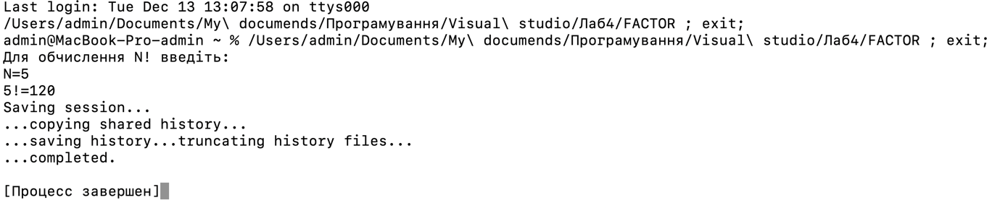 Last login: Tue Dec 13 13:07:58 on ttys000
/Users/admin/Documents/My\ documends/Програмування/Visual\ studio/Лаб4/FACTOR ; exit;
admin@MacBook-Pro-admin ~ % /Users/admin/Documents/My\ documends/Програмування/Visual\ studio/Лаб4/FACTOR ; exit;
Для обчислення N! введіть:
N=5
5!=120
Saving session...
...copying shared history...
...saving history...truncating history files...
...completed.
[Процесс завершен]